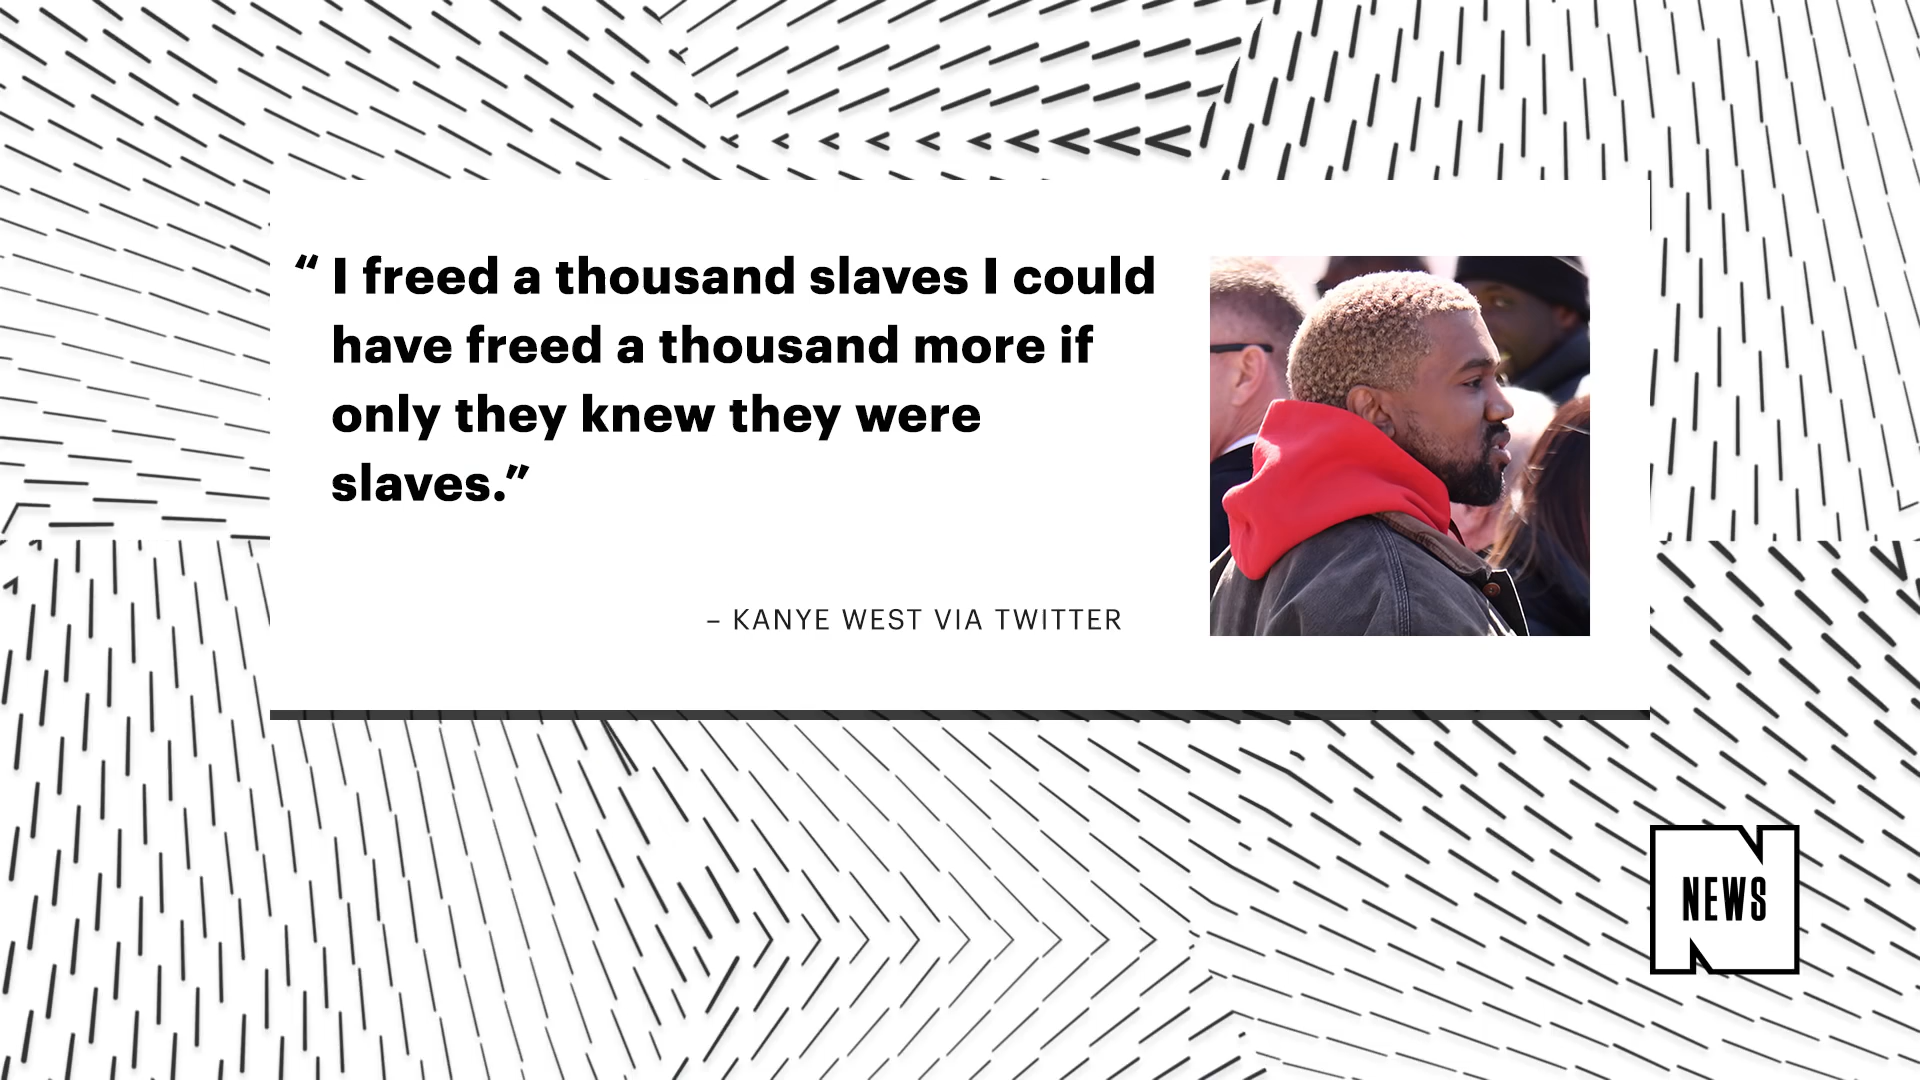 “ I freed a thousand slaves I could
have freed a thousand more if
only they knew they were
slaves.”
– KANYE WEST VIA TWITTER
NEWS